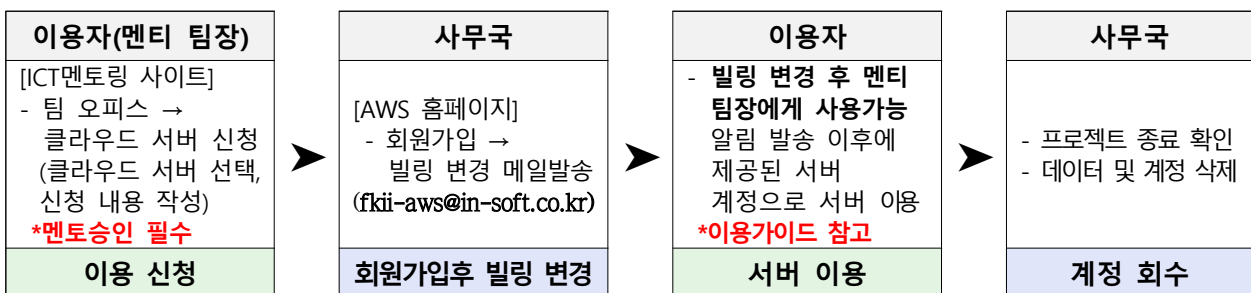 이용자(멘티 팀장)
[ICT멘토링 사이트]
- 팀 오피스 →
클라우드 서버 신청
(클라우드 서버 선택,
신청 내용 작성)
*멘토승인 필수
이용 신청
➤
사무국
[AWS 홈페이지]
- 회원가입 →
빌링 변경 메일발송
(fkii-aws@in-soft.co.kr)
회원가입후 빌링 변경
➤
이용자
- 빌링 변경 후 멘티
팀장에게 사용가능
알림 발송 이후에
제공된 서버
계정으로 서버 이용
*이용가이드 참고
서버 이용
➤
사무국
- 프로젝트 종료 확인
- 데이터 및 계정 삭제
계정 회수